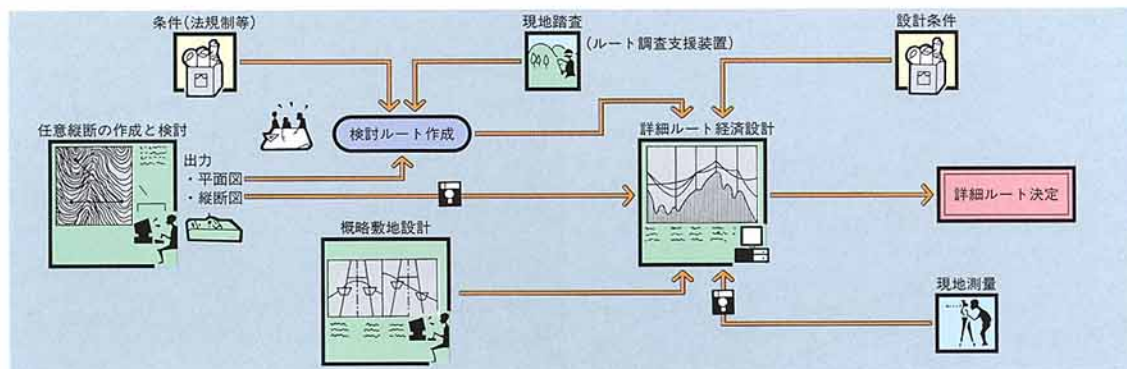 条件(法規制等)
現地踏査
(ルート調査支援装置)
設計条件
任意縦断の作成と検討
出力
・平面図
・縦断図
検討ルート作成
詳細ルート経済設計
詳細ルート決定
概略敷地設計
現地測量